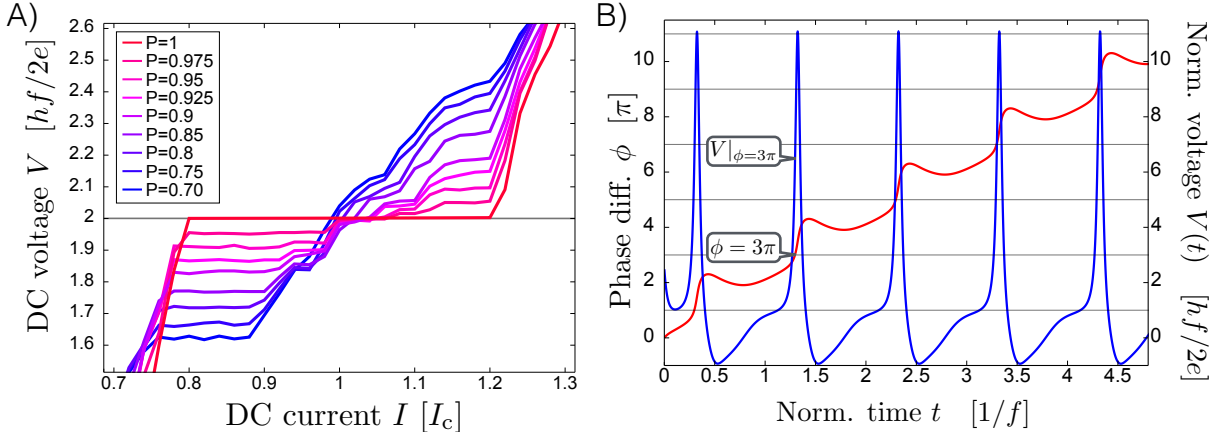 A)
DC voltage V [hf/2e]
2.6
2.5
2.4
2.3
2.2
2.1
2
1.9
1.8
1.7
1.6
P=1
P=0.975
P=0.95
P=0.925
P=0.9
P=0.85
P=0.8
P=0.75
P=0.70
0.7 0.8 0.9 1 1.1 1.2 1.3
DC current I [I_c]
B)
Phase diff. ϕ [π]
10
8
6
4
2
0
V|ϕ=3π
ϕ = 3π
10
8
6
4
2
0
Norm. voltage V(t) [hf/2e]
0 0.5 1 1.5 2 2.5 3 3.5 4 4.5
Norm. time t [1/f]